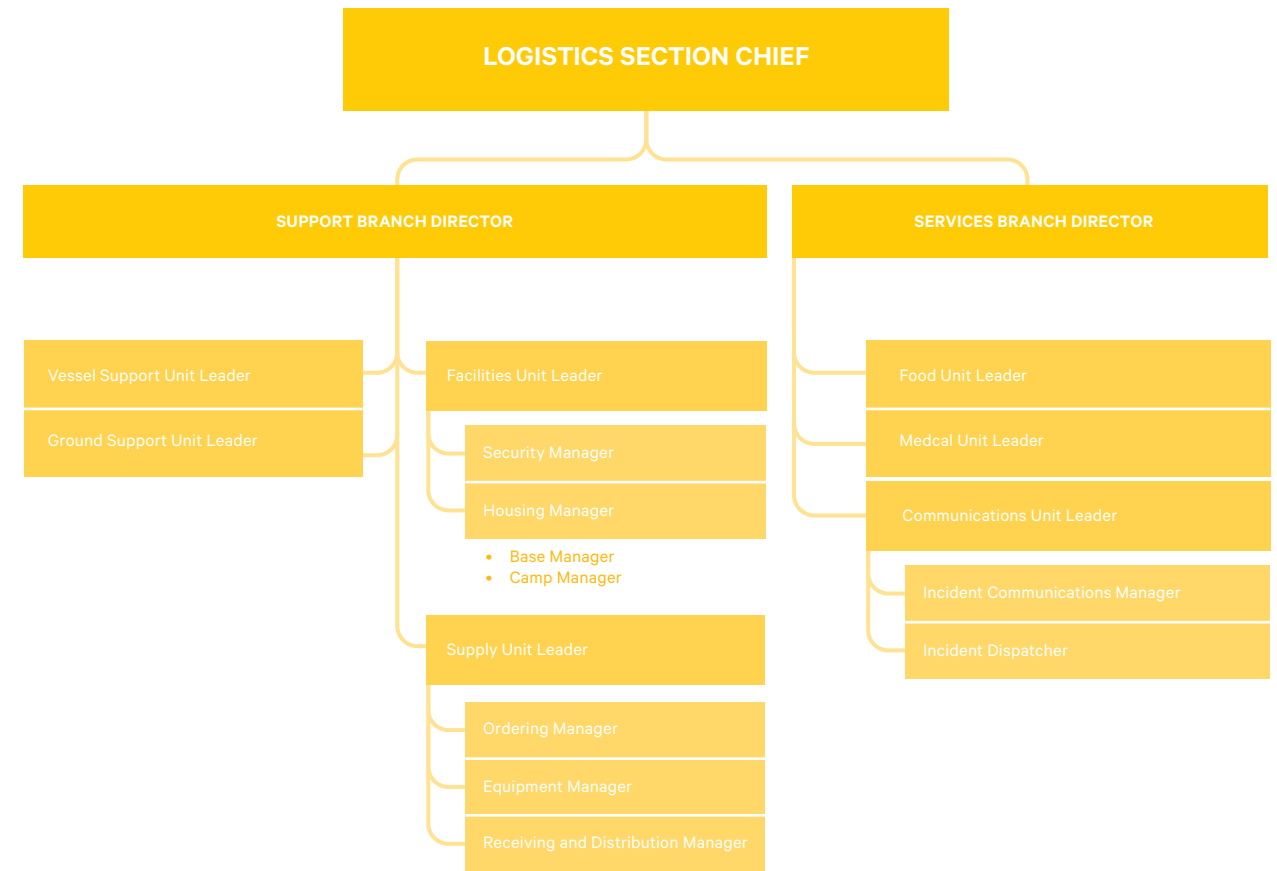 LOGISTICS SECTION CHIEF
SUPPORT BRANCH DIRECTOR
SERVICES BRANCH DIRECTOR
Vessel Support Unit Leader
Ground Support Unit Leader
Facilities Unit Leader
Security Manager
Housing Manager
• Base Manager
• Camp Manager
Supply Unit Leader
Ordering Manager
Equipment Manager
Receiving and Distribution Manager
Food Unit Leader
Medcal Unit Leader
Communications Unit Leader
Incident Communications Manager
Incident Dispatcher